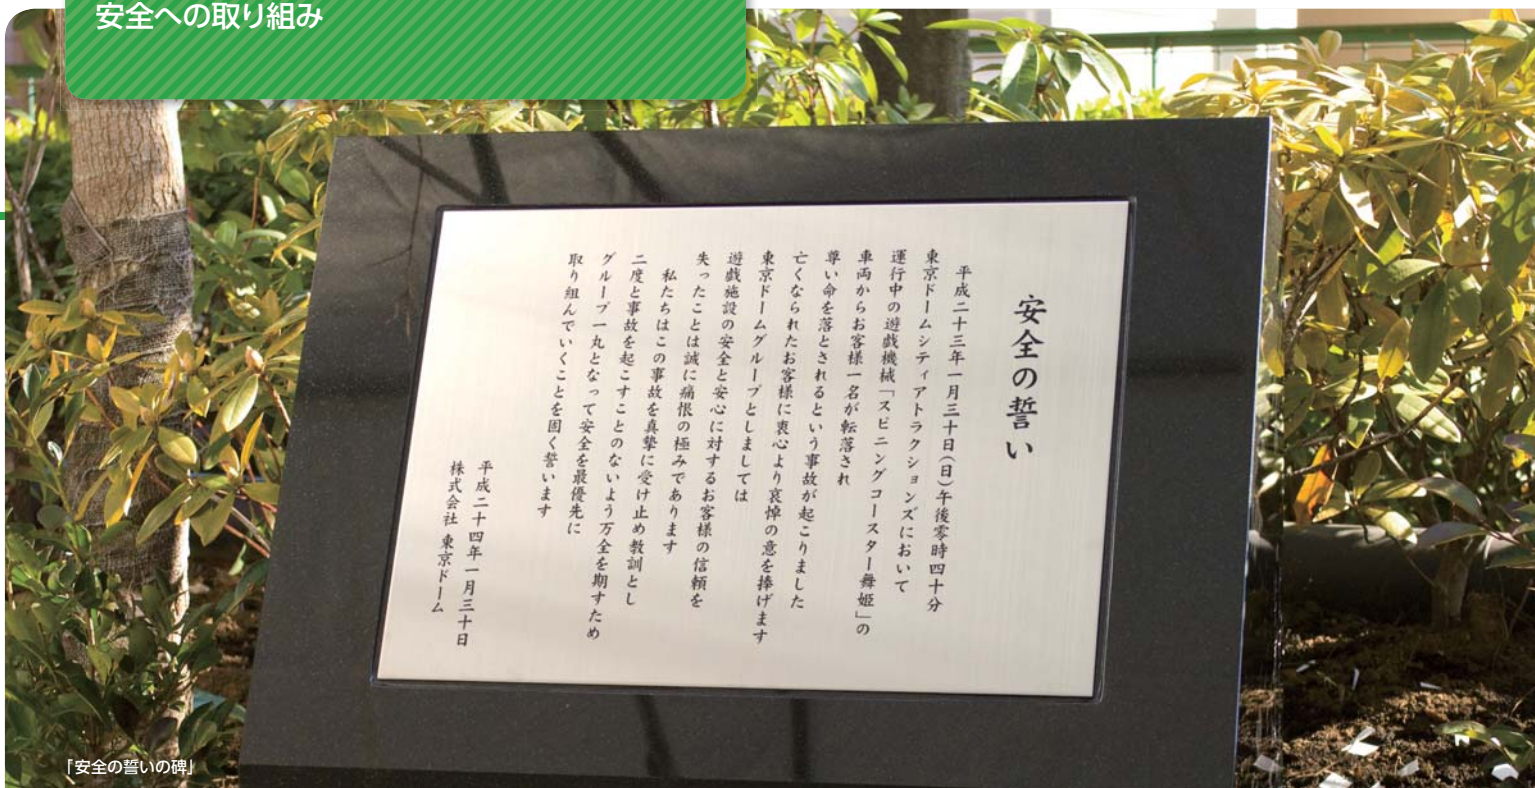 安全への取り組み
安全の誓い
平成二十三年一月三十日(日)午後零時四十分
東京ドームシティアトラクションズにおいて
運行中の遊戯機械「スピニングコースター舞姫」の
車両からお客様一名が転落され
尊い命を落とされるという事故が起こりました
亡くなられたお客様に衷心より哀悼の意を捧げます
東京ドームグループとしましては
遊戯施設の安全と安心に対するお客様の信頼を
失ったことは誠に痛恨の極みであります
私たちはこの事故を真摯に受け止め教訓とし
二度と事故を起こすことのないよう万全を期すため
グループ一丸となって安全を最優先に
取り組んでいくことを固く誓います
平成二十四年一月三十日
株式会社 東京ドーム
「安全の誓いの碑」